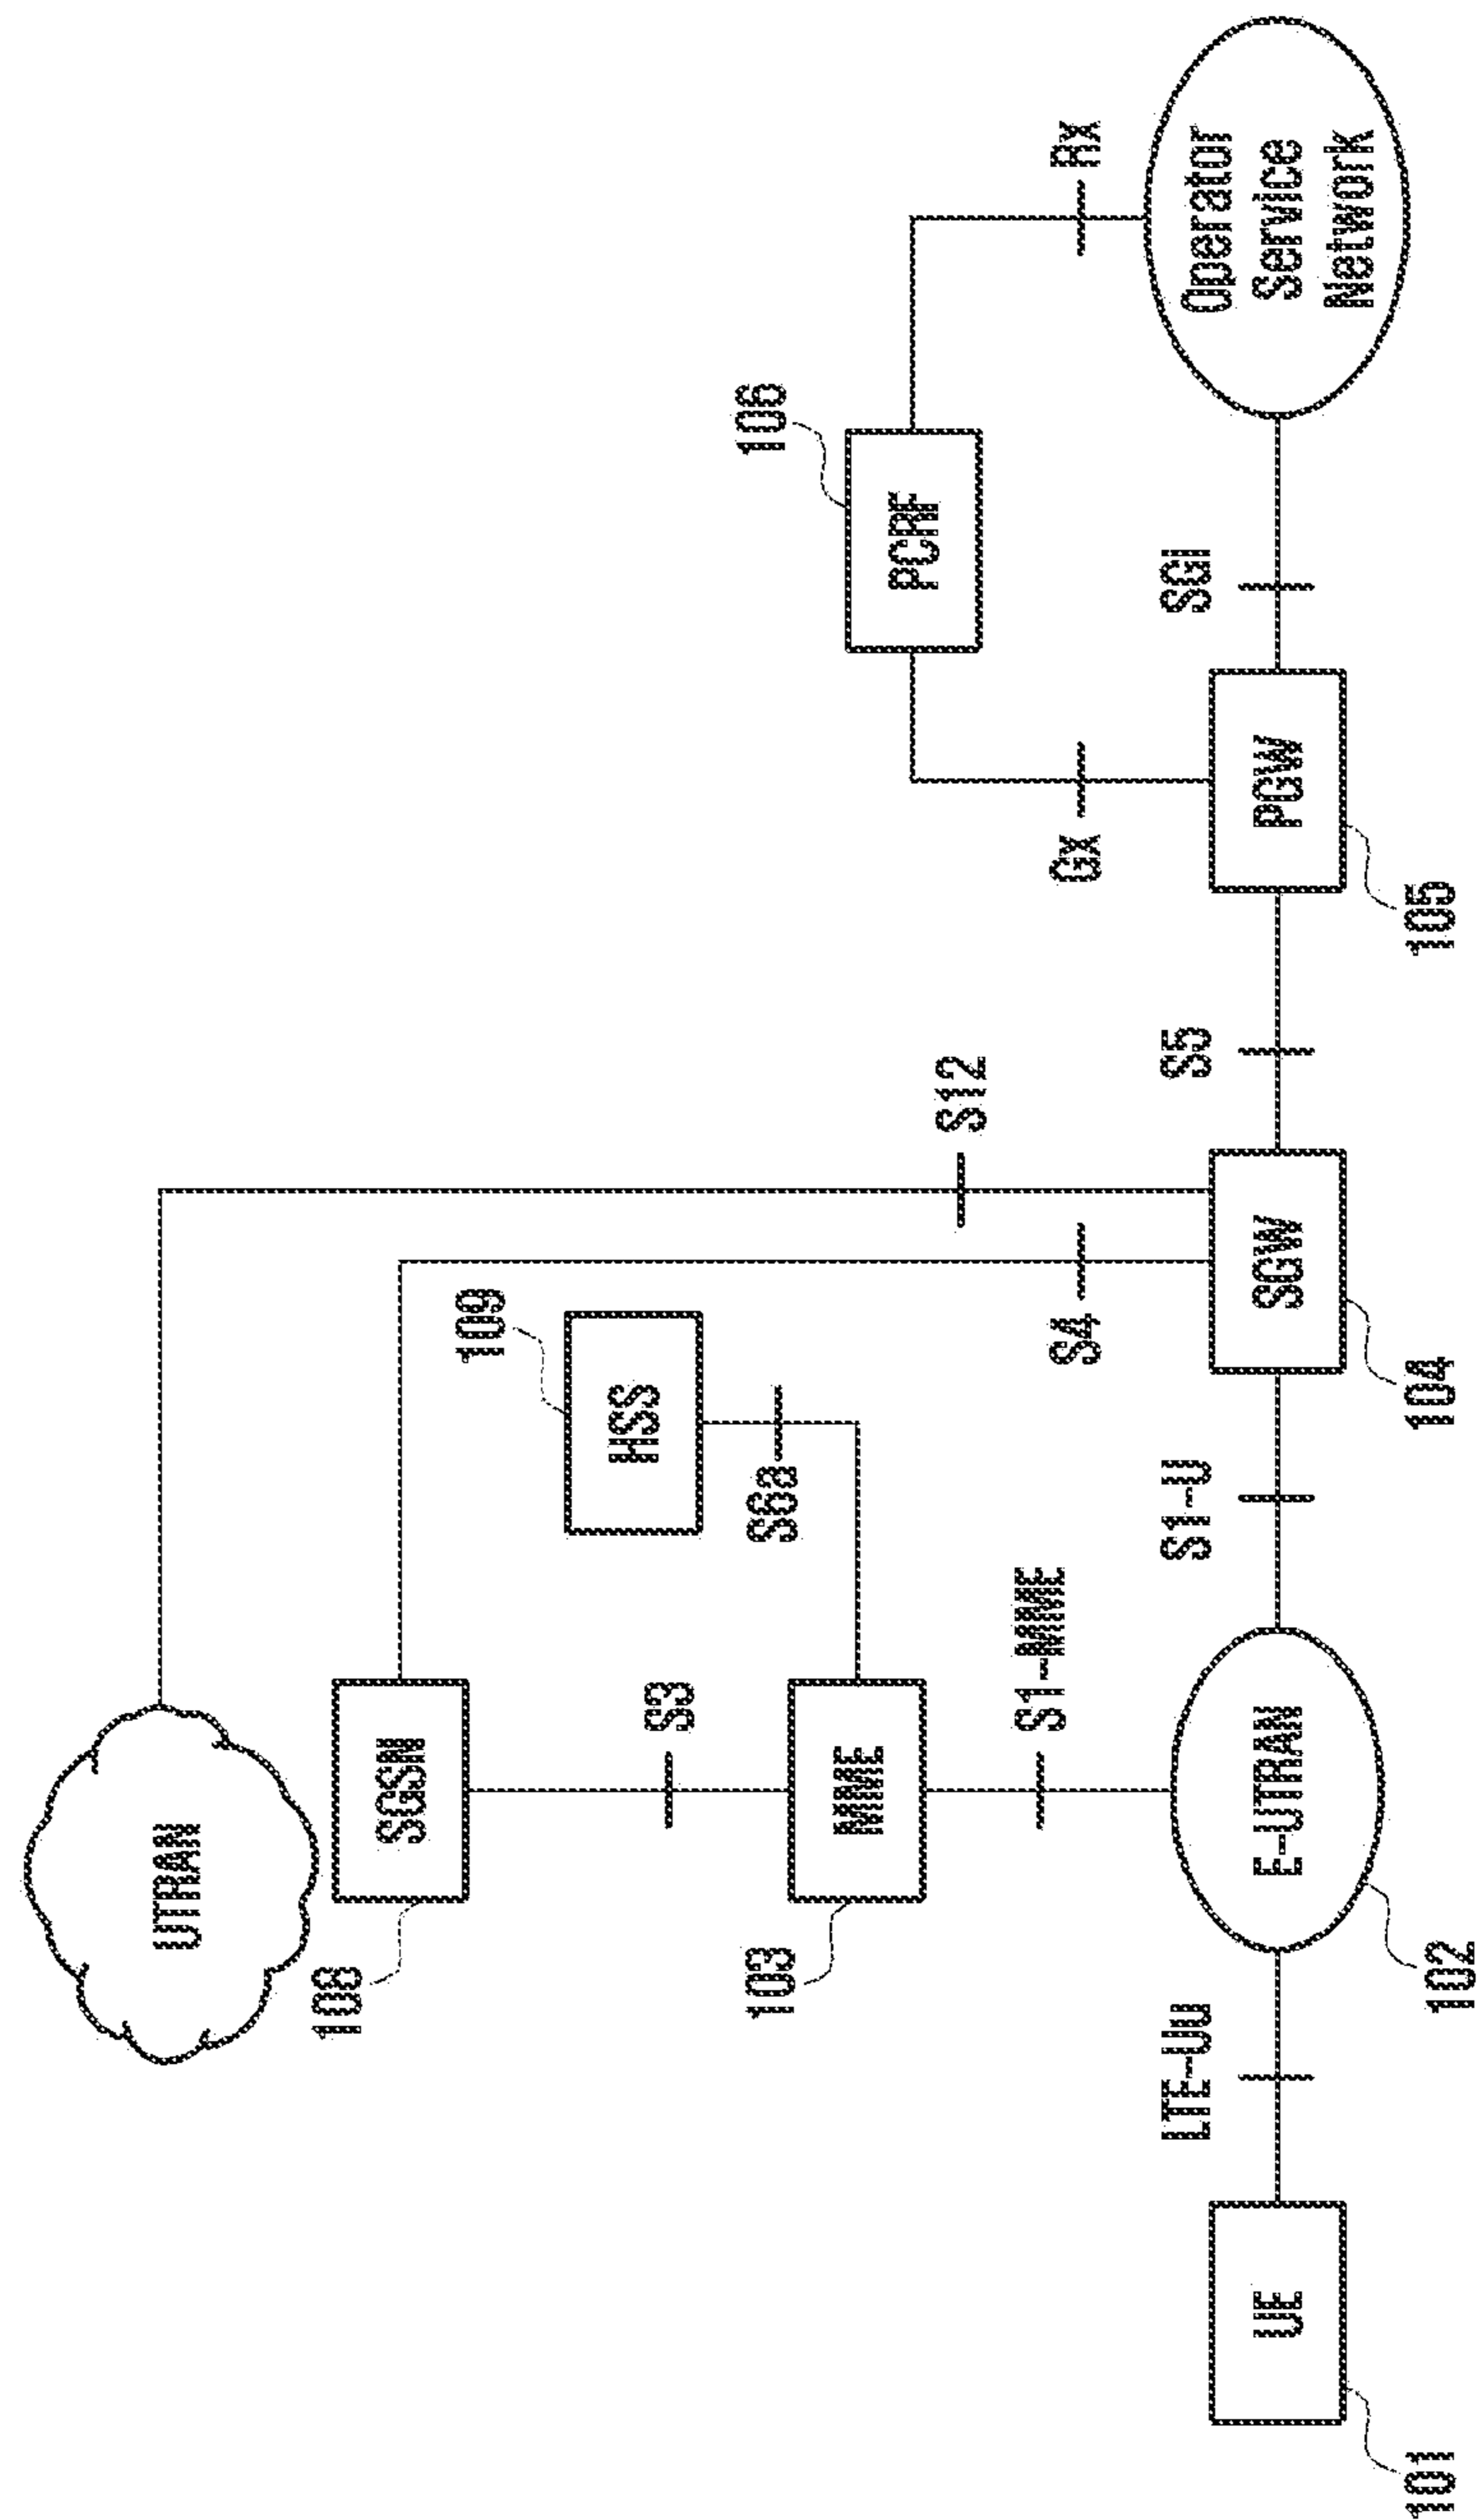 UTRAN
SGSN
108
S3
HSS
109
S6a
MME
103
S12
S4
S1-MME
PCRF
106
Gx
Rx
UE
101
LTE-Uu
E-UTRAN
102
S1-U
SGW
104
S5
PGW
105
SGi
Operator
Service
Network